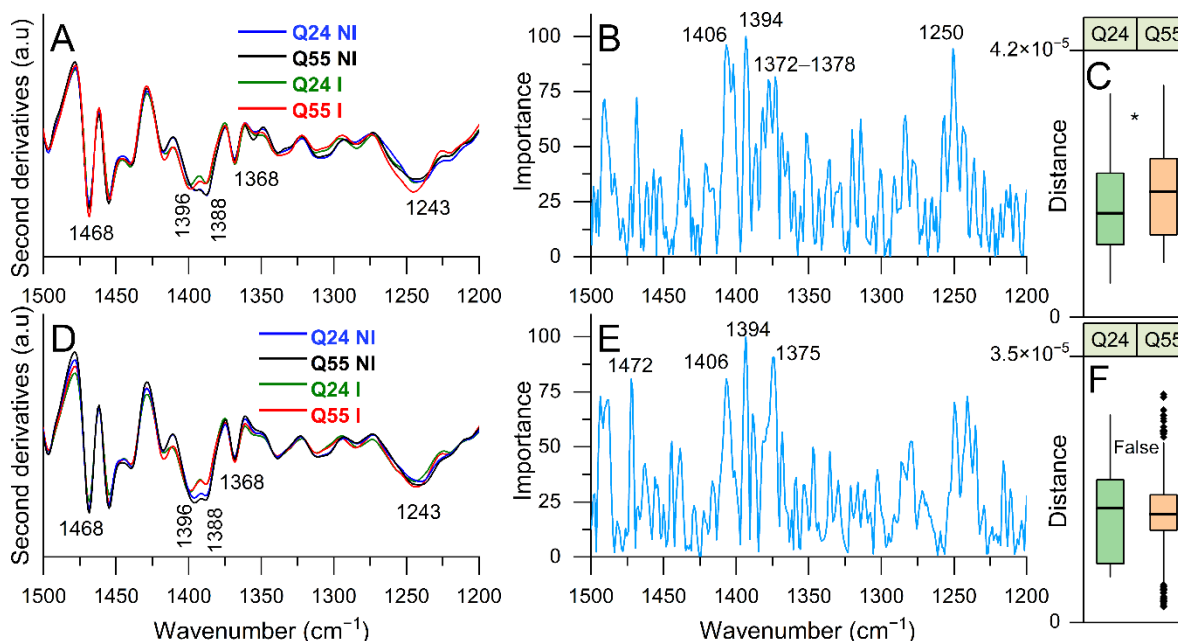 A
Second derivatives (a.u)
Q24 NI
Q55 NI
Q24 I
Q55 I
1468
1396
1388
1368
1243
1500 1450 1400 1350 1300 1250 1200
B
Importance
100
75
50
25
0
1406
1394
1372–1378
1250
1500 1450 1400 1350 1300 1250 1200
Q24 Q55
4.2×10⁻⁵
C
*
Distance
0
D
Second derivatives (a.u)
Q24 NI
Q55 NI
Q24 I
Q55 I
1468
1396
1388
1368
1243
1500 1450 1400 1350 1300 1250 1200
Wavenumber (cm⁻¹)
E
Importance
100
75
50
25
0
1472
1406
1394
1375
1500 1450 1400 1350 1300 1250 1200
Wavenumber (cm⁻¹)
Q24 Q55
3.5×10⁻⁵
F
False
Distance
0